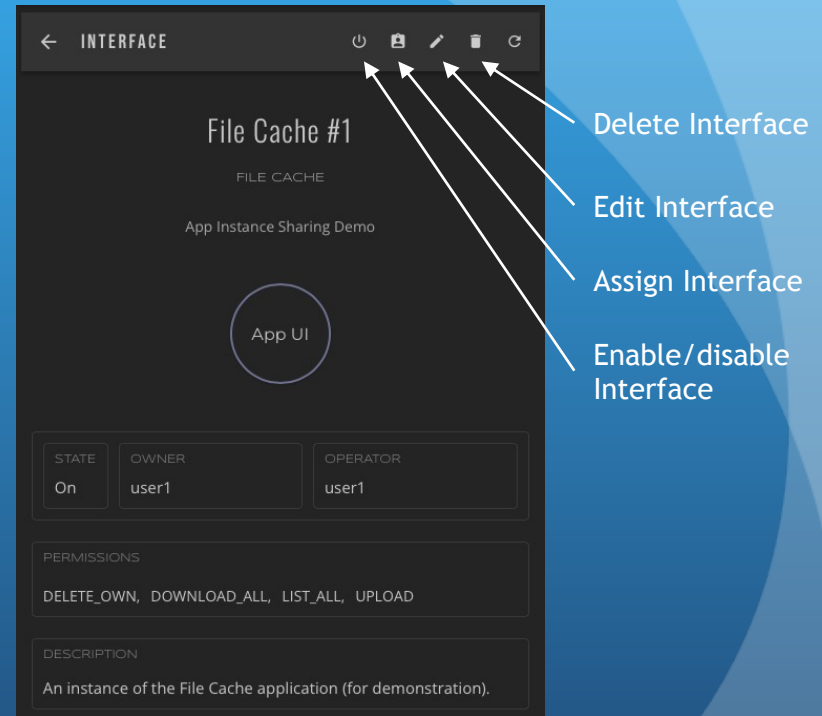 INTERFACE
File Cache #1
FILE CACHE
App Instance Sharing Demo
App UI
STATE
On
OWNER
user1
OPERATOR
user1
PERMISSIONS
DELETE_OWN, DOWNLOAD_ALL, LIST_ALL, UPLOAD
DESCRIPTION
An instance of the File Cache application (for demonstration).
Delete Interface
Edit Interface
Assign Interface
Enable/disable
Interface